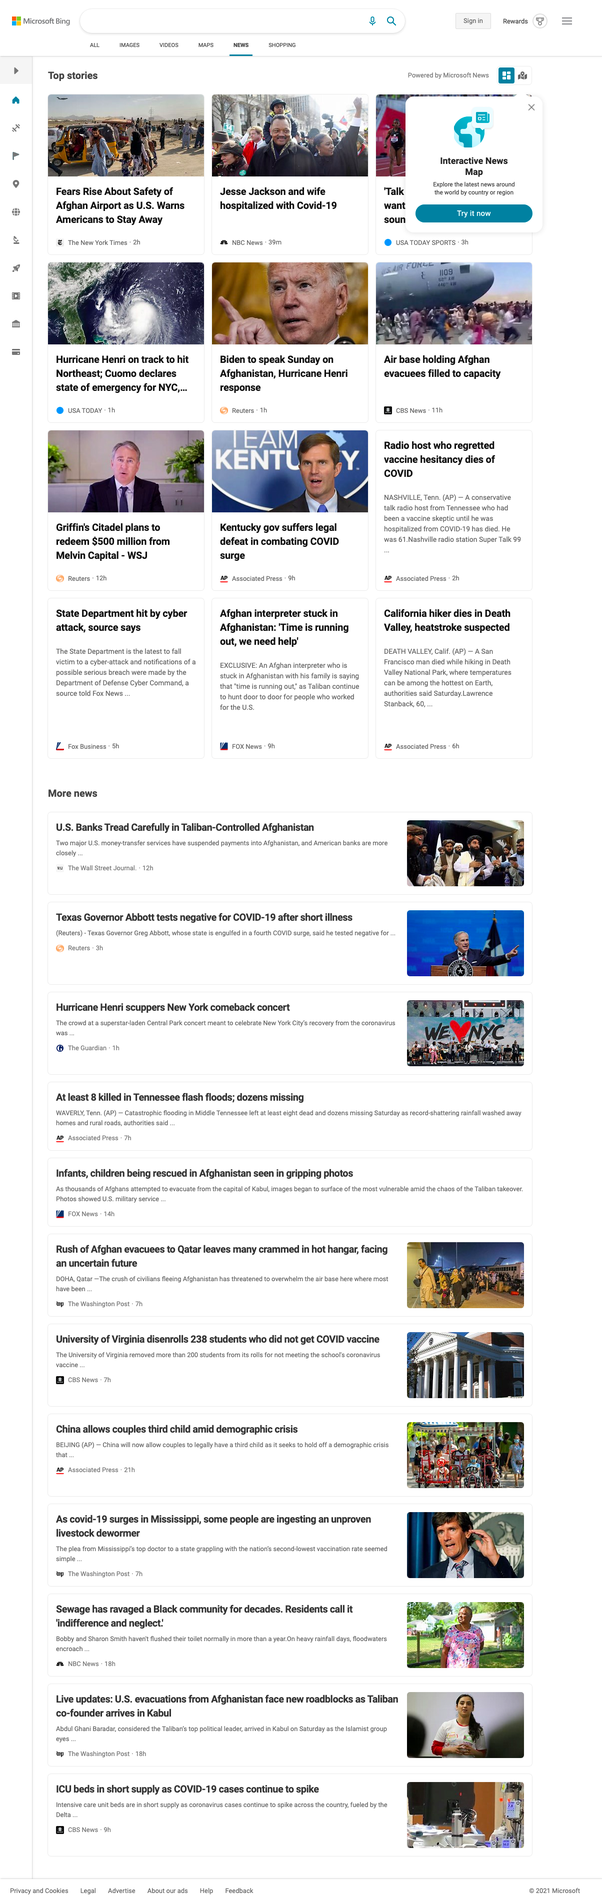 Microsoft Bing
Sign in
Rewards
ALL IMAGES VIDEOS MAPS NEWS SHOPPING
Top stories
Powered by Microsoft News
Interactive News
Map
Explore the latest news around
the world by country or region
Try it now
Fears Rise About Safety of
Afghan Airport as U.S. Warns
Americans to Stay Away
The New York Times · 2h
Jesse Jackson and wife
hospitalized with Covid-19
NBC News · 39m
'Talk
want
soun
USA TODAY SPORTS · 3h
Hurricane Henri on track to hit
Northeast; Cuomo declares
state of emergency for NYC,...
USA TODAY · 1h
Biden to speak Sunday on
Afghanistan, Hurricane Henri
response
Reuters · 1h
Air base holding Afghan
evacuees filled to capacity
CBS News · 11h
Griffin's Citadel plans to
redeem $500 million from
Melvin Capital - WSJ
Reuters · 12h
TEAM
KENTUCKY
Kentucky gov suffers legal
defeat in combating COVID
surge
AP Associated Press · 9h
Radio host who regretted
vaccine hesitancy dies of
COVID
NASHVILLE, Tenn. (AP) — A conservative
talk radio host from Tennessee who had
been a vaccine skeptic until he was
hospitalized from COVID-19 has died. He
was 61.Nashville radio station Super Talk 99
...
AP Associated Press · 2h
State Department hit by cyber
attack, source says
The State Department is the latest to fall
victim to a cyber-attack and notifications of a
possible serious breach were made by the
Department of Defense Cyber Command, a
source told Fox News ...
Fox Business · 5h
Afghan interpreter stuck in
Afghanistan: 'Time is running
out, we need help'
EXCLUSIVE: An Afghan interpreter who is
stuck in Afghanistan with his family is saying
that "time is running out," as Taliban continue
to hunt door to door for people who worked
for the U.S.
FOX News · 9h
California hiker dies in Death
Valley, heatstroke suspected
DEATH VALLEY, Calif. (AP) — A San
Francisco man died while hiking in Death
Valley National Park, where temperatures
can be among the hottest on Earth,
authorities said Saturday.Lawrence
Stanback, 60, ...
AP Associated Press · 6h
More news
U.S. Banks Tread Carefully in Taliban-Controlled Afghanistan
Two major U.S. money-transfer services have suspended payments into Afghanistan, and American banks are more
closely ...
WSJ The Wall Street Journal. · 12h
Texas Governor Abbott tests negative for COVID-19 after short illness
(Reuters) - Texas Governor Greg Abbott, whose state is engulfed in a fourth COVID surge, said he tested negative for ...
Reuters · 3h
Hurricane Henri scuppers New York comeback concert
The crowd at a superstar-laden Central Park concert meant to celebrate New York City's recovery from the coronavirus
was ...
The Guardian · 1h
WE NYC
At least 8 killed in Tennessee flash floods; dozens missing
WAVERLY, Tenn. (AP) — Catastrophic flooding in Middle Tennessee left at least eight dead and dozens missing Saturday as record-shattering rainfall washed away
homes and rural roads, authorities said ...
AP Associated Press · 7h
Infants, children being rescued in Afghanistan seen in gripping photos
As thousands of Afghans attempted to evacuate from the capital of Kabul, images began to surface of the most vulnerable amid the chaos of the Taliban takeover.
Photos showed U.S. military service ...
FOX News · 14h
Rush of Afghan evacuees to Qatar leaves many crammed in hot hangar, facing
an uncertain future
DOHA, Qatar —The crush of civilians fleeing Afghanistan has threatened to overwhelm the air base here where most
have been ...
wp The Washington Post · 7h
University of Virginia disenrolls 238 students who did not get COVID vaccine
The University of Virginia removed more than 200 students from its rolls for not meeting the school's coronavirus
vaccine ...
CBS News · 7h
China allows couples third child amid demographic crisis
BEIJING (AP) — China will now allow couples to legally have a third child as it seeks to hold off a demographic crisis
that ...
AP Associated Press · 21h
As covid-19 surges in Mississippi, some people are ingesting an unproven
livestock dewormer
The plea from Mississippi's top doctor to a state grappling with the nation's second-lowest vaccination rate seemed
simple ...
wp The Washington Post · 7h
Sewage has ravaged a Black community for decades. Residents call it
'indifference and neglect.'
Bobby and Sharon Smith haven't flushed their toilet normally in more than a year.On heavy rainfall days, floodwaters
encroach ...
NBC News · 18h
Live updates: U.S. evacuations from Afghanistan face new roadblocks as Taliban
co-founder arrives in Kabul
Abdul Ghani Baradar, considered the Taliban's top political leader, arrived in Kabul on Saturday as the Islamist group
eyes ...
wp The Washington Post · 18h
ICU beds in short supply as COVID-19 cases continue to spike
Intensive care unit beds are in short supply as coronavirus cases continue to spike across the country, fueled by the
Delta ...
CBS News · 9h
Privacy and Cookies Legal Advertise About our ads Help Feedback © 2021 Microsoft